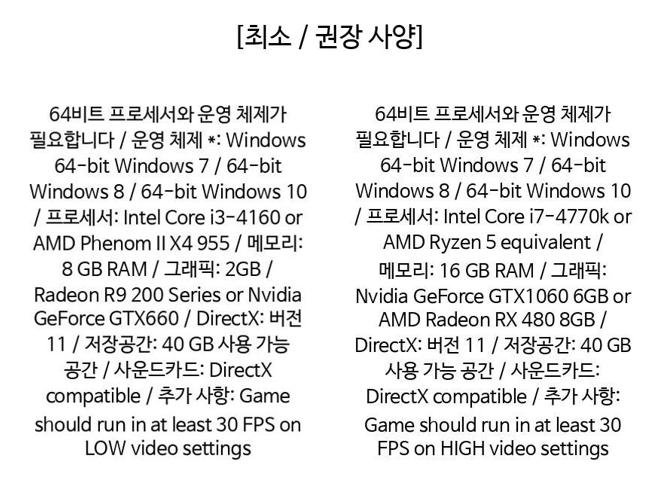 [최소 / 권장 사양]
64비트 프로세서와 운영 체제가
필요합니다 / 운영 체제 *: Windows
64-bit Windows 7 / 64-bit
Windows 8 / 64-bit Windows 10
/ 프로세서: Intel Core i3-4160 or
AMD Phenom II X4 955 / 메모리:
8 GB RAM / 그래픽: 2GB /
Radeon R9 200 Series or Nvidia
GeForce GTX660 / DirectX: 버전
11 / 저장공간: 40 GB 사용 가능
공간 / 사운드카드: DirectX
compatible / 추가 사항: Game
should run in at least 30 FPS on
LOW video settings
64비트 프로세서와 운영 체제가
필요합니다 / 운영 체제 *: Windows
64-bit Windows 7 / 64-bit
Windows 8 / 64-bit Windows 10
/ 프로세서: Intel Core i7-4770k or
AMD Ryzen 5 equivalent /
메모리: 16 GB RAM / 그래픽:
Nvidia GeForce GTX1060 6GB or
AMD Radeon RX 480 8GB /
DirectX: 버전 11 / 저장공간: 40 GB
사용 가능 공간 / 사운드카드:
DirectX compatible / 추가 사항:
Game should run in at least 30
FPS on HIGH video settings